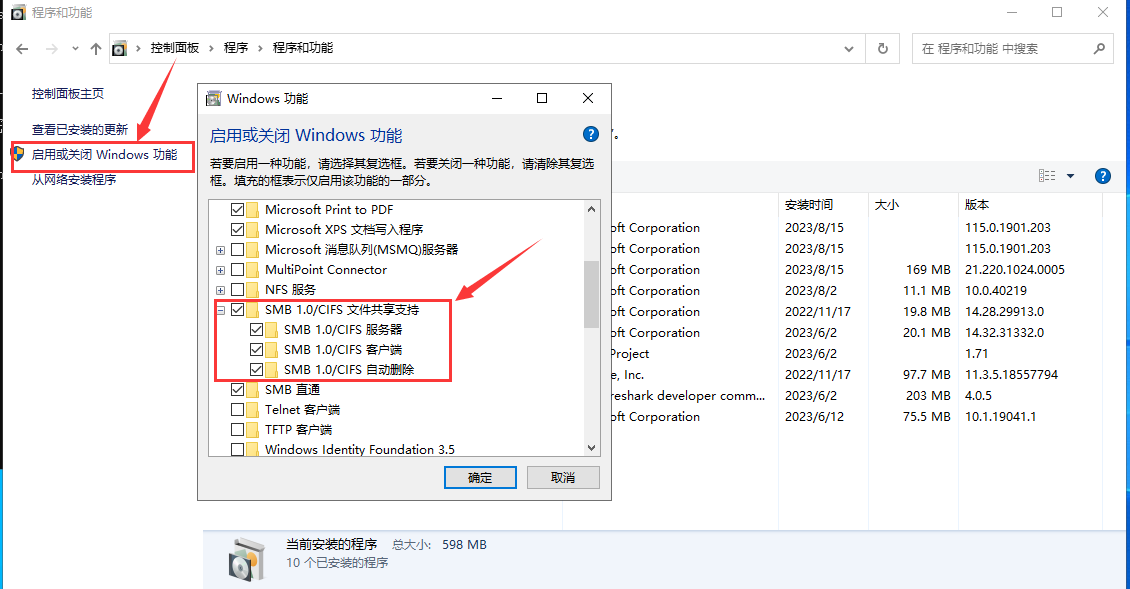 程序和功能
控制面板 › 程序 › 程序和功能
在 程序和功能 中搜索
控制面板主页
查看已安装的更新
启用或关闭 Windows 功能
从网络安装程序
Windows 功能
启用或关闭 Windows 功能
若要启用一种功能，请选择其复选框。若要关闭一种功能，请清除其复选
框。填充的框表示仅启用该功能的一部分。
Microsoft Print to PDF
Microsoft XPS 文档写入程序
Microsoft 消息队列(MSMQ)服务器
MultiPoint Connector
NFS 服务
SMB 1.0/CIFS 文件共享支持
SMB 1.0/CIFS 服务器
SMB 1.0/CIFS 客户端
SMB 1.0/CIFS 自动删除
SMB 直通
Telnet 客户端
TFTP 客户端
Windows Identity Foundation 3.5
确定 取消
安装时间 大小 版本
oft Corporation 2023/8/15 115.0.1901.203
oft Corporation 2023/8/15 115.0.1901.203
oft Corporation 2023/8/15 169 MB 21.220.1024.0005
oft Corporation 2023/8/2 11.1 MB 10.0.40219
oft Corporation 2022/11/17 19.8 MB 14.28.29913.0
oft Corporation 2023/6/2 20.1 MB 14.32.31332.0
Project 2023/6/2 1.71
e, Inc. 2022/11/17 97.7 MB 11.3.5.18557794
reshark developer comm... 2023/6/2 203 MB 4.0.5
oft Corporation 2023/6/12 75.5 MB 10.1.19041.1
当前安装的程序 总大小: 598 MB
10 个已安装的程序